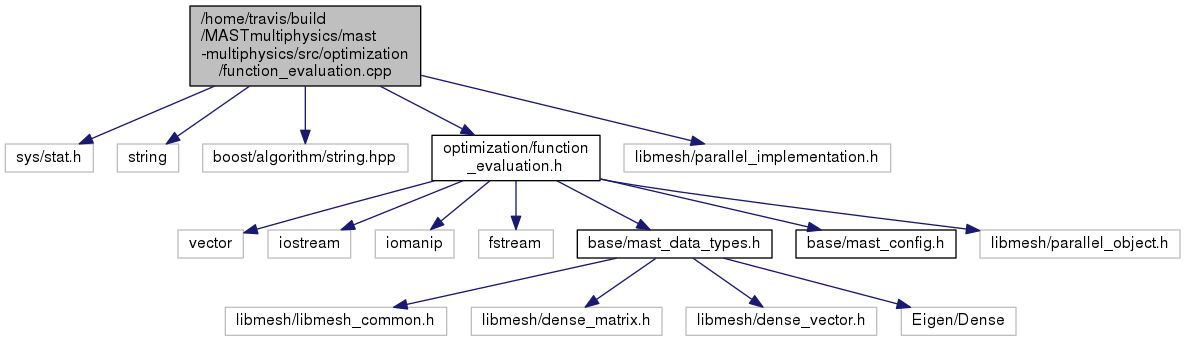 /home/travis/build
/MASTmultiphysics/mast
-multiphysics/src/optimization
/function_evaluation.cpp
sys/stat.h
string
boost/algorithm/string.hpp
optimization/function
_evaluation.h
libmesh/parallel_implementation.h
vector
iostream
iomanip
fstream
base/mast_data_types.h
base/mast_config.h
libmesh/parallel_object.h
libmesh/libmesh_common.h
libmesh/dense_matrix.h
libmesh/dense_vector.h
Eigen/Dense